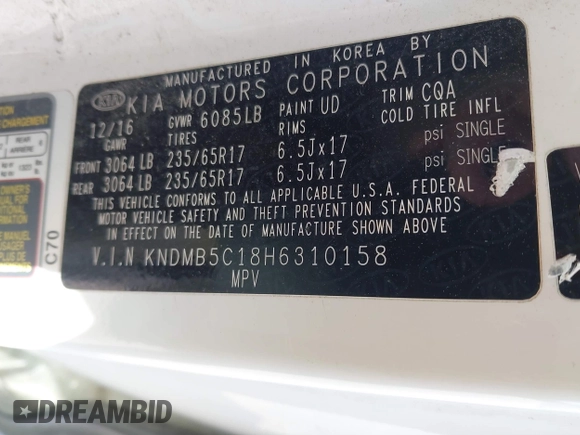 MANUFACTURED IN KOREA BY
KIA KIA MOTORS CORPORATION
12/16 GVWR 6085LB PAINT UD TRIM CQA
GAWR TIRES RIMS COLD TIRE INFL
FRONT 3064 LB 235/65R17 6.5Jx17 psi SINGLE
REAR 3064 LB 235/65R17 6.5Jx17 psi SINGLE
THIS VEHICLE CONFORMS TO ALL APPLICABLE U.S.A. FEDERAL
MOTOR VEHICLE SAFETY AND THEFT PREVENTION STANDARDS
IN EFFECT ON THE DATE OF MANUFACTURE SHOWN ABOVE
V.I.N KNDMB5C18H6310158
MPV
C70
DREAMBID